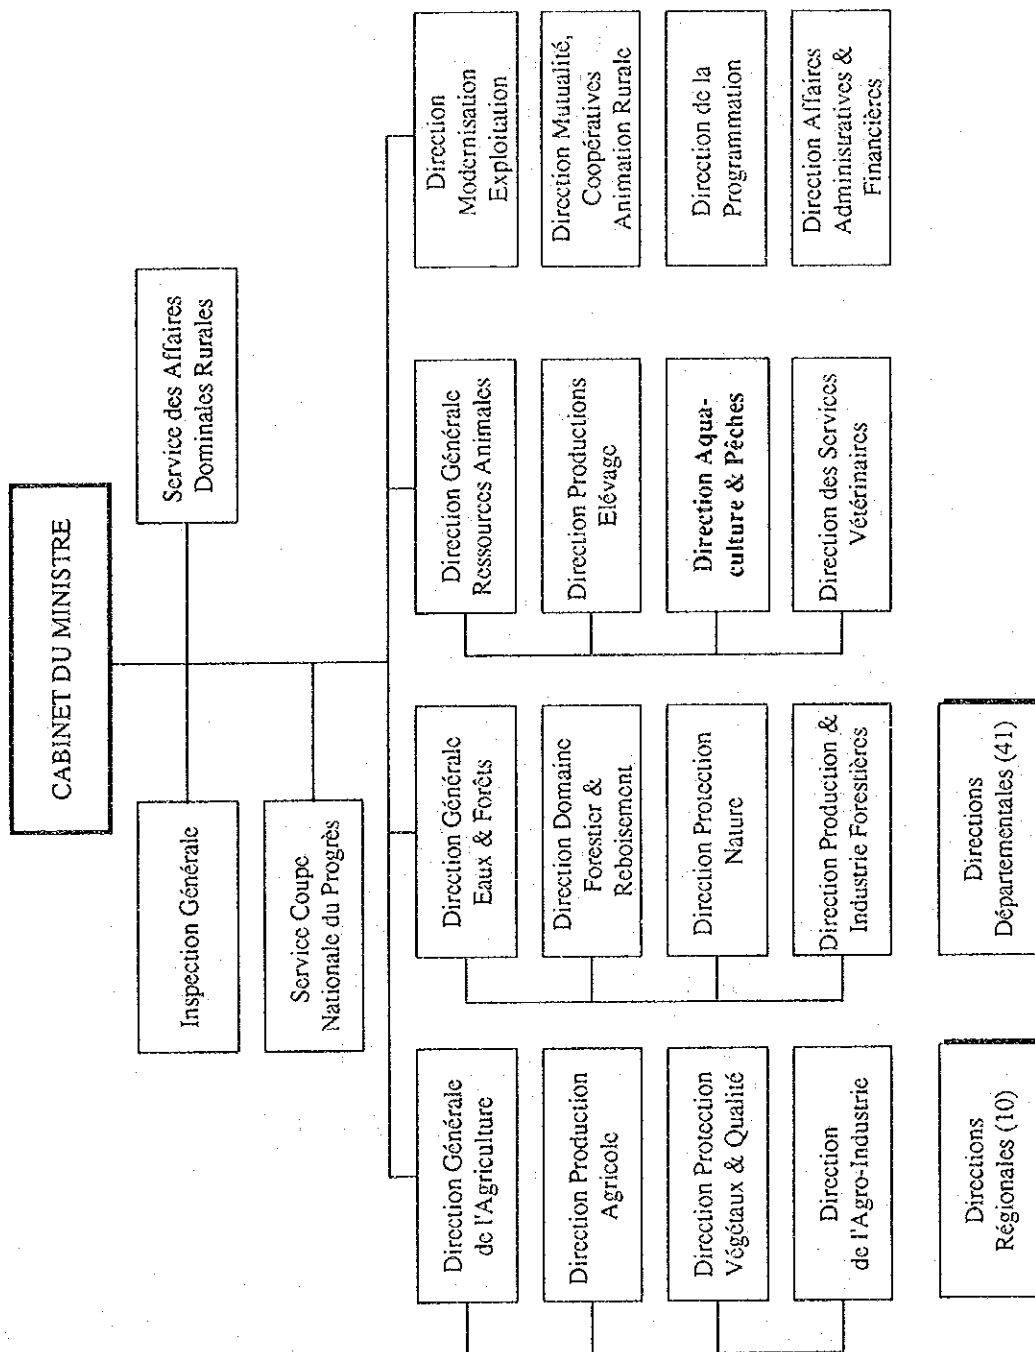 CABINET DU MINISTRE
Inspection Générale
Service des Affaires
Dominales Rurales
Service Coupe
Nationale du Progrès
Direction Générale
de l'Agriculture
Direction Production
Agricole
Direction Protection
Végétaux & Qualité
Direction
de l'Agro-Industrie
Directions
Régionales (10)
Direction Générale
Eaux & Forêts
Direction Domaine
Forestier &
Reboisement
Direction Protection
Nature
Direction Production &
Industrie Forestières
Directions
Départementales (41)
Direction Générale
Ressources Animales
Direction Productions
Elévage
Direction Aqua-
culture & Pêches
Direction des Services
Vétérinaires
Direction
Modernisation
Exploitation
Direction Mutualité,
Coopératives
Animation Rurale
Direction de la
Programmation
Direction Affaires
Administratives &
Financières